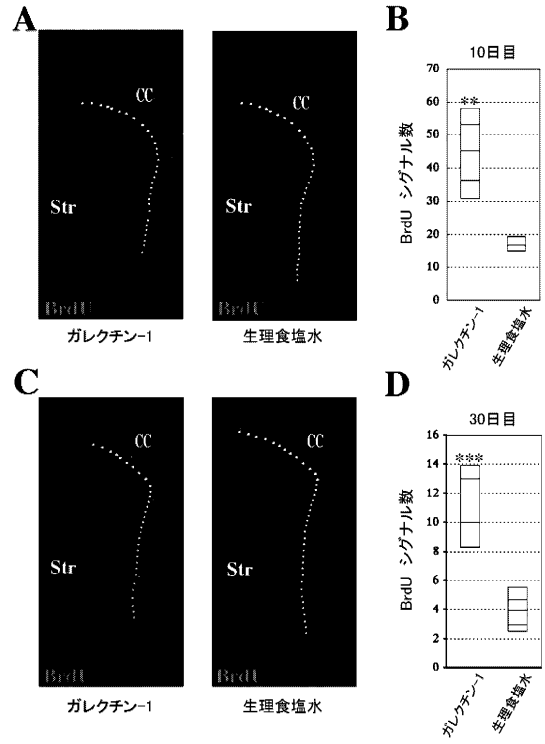 A
CC
Str
BrdU
ガレクチン-1
CC
Str
BrdU
生理食塩水
B
10日目
BrdU シグナル数
70
60
50
40
30
20
10
0
**
ガレクチン-1
生理食塩水
C
CC
Str
BrdU
ガレクチン-1
CC
Str
BrdU
生理食塩水
D
30日目
BrdU シグナル数
16
14
12
10
8
6
4
2
0
***
ガレクチン-1
生理食塩水